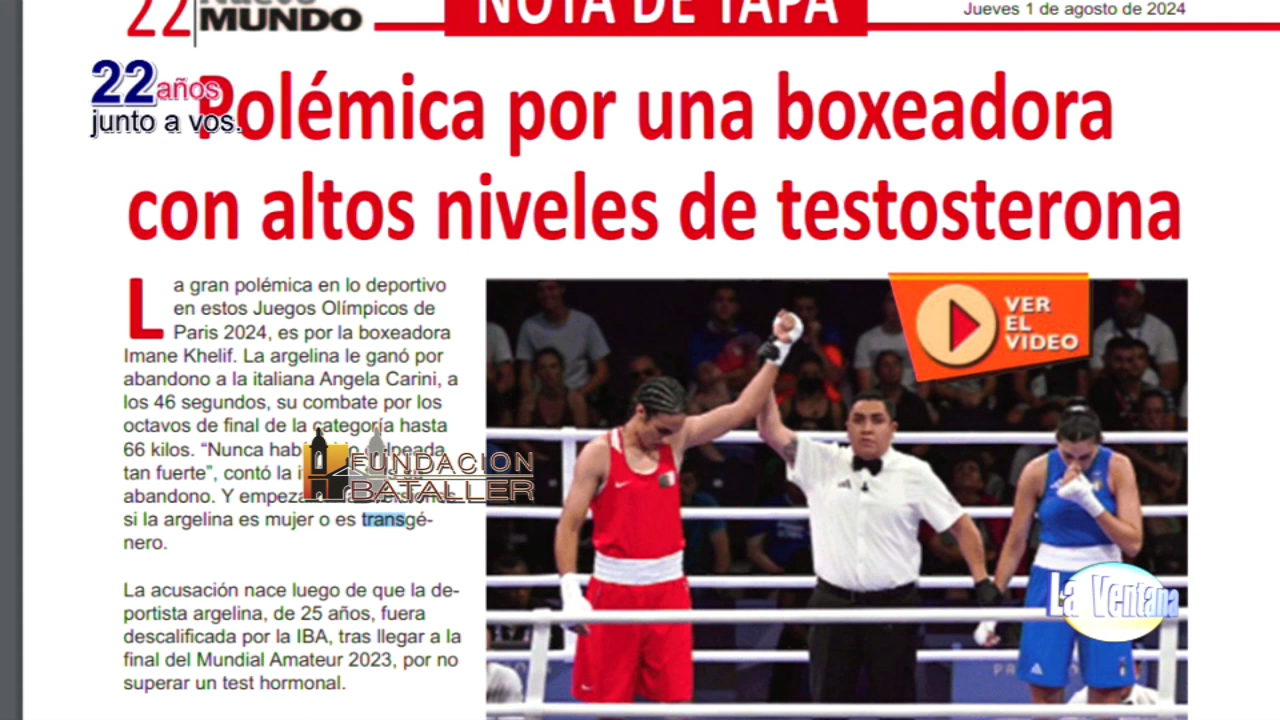 22 Nuevo
MUNDO
NOTA DE TAPA
Jueves 1 de agosto de 2024
22 años
junto a vos.
Polémica por una boxeadora
con altos niveles de testosterona
La gran polémica en lo deportivo
en estos Juegos Olímpicos de
Paris 2024, es por la boxeadora
Imane Khelif. La argelina le ganó por
abandono a la italiana Angela Carini, a
los 46 segundos, su combate por los
octavos de final de la categoría hasta
66 kilos. “Nunca
tan fuerte”, contó la
abandono. Y
si la argelina es mujer o es transgé-
nero.
La acusación nace luego de que la de-
portista argelina, de 25 años, fuera
descalificada por la IBA, tras llegar a la
final del Mundial Amateur 2023, por no
superar un test hormonal.
VER
EL
VIDEO
FUNDACION
BATALLER
La Ventana